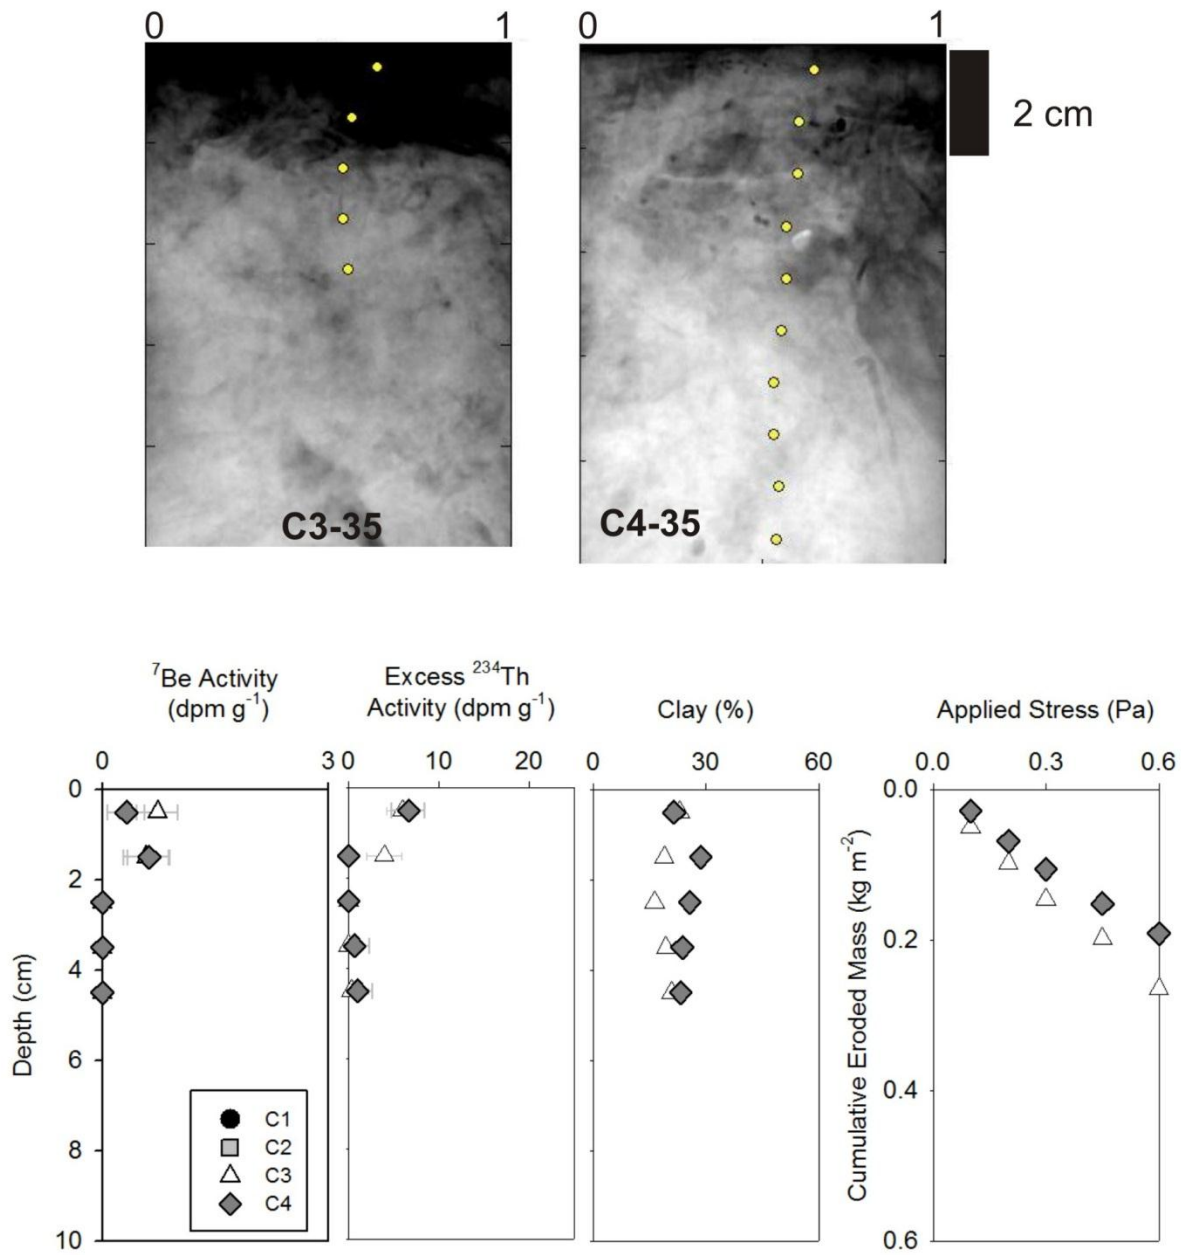 0 1
0 1
2 cm
C3-35
C4-35
⁷Be Activity
(dpm g⁻¹)
Excess ²³⁴Th
Activity (dpm g⁻¹)
Clay (%)
Applied Stress (Pa)
0 3
0 10 20
0 30 60
0.0 0.3 0.6
Depth (cm)
0
2
4
6
8
10
C1
C2
C3
C4
Cumulative Eroded Mass (kg m⁻²)
0.0
0.2
0.4
0.6